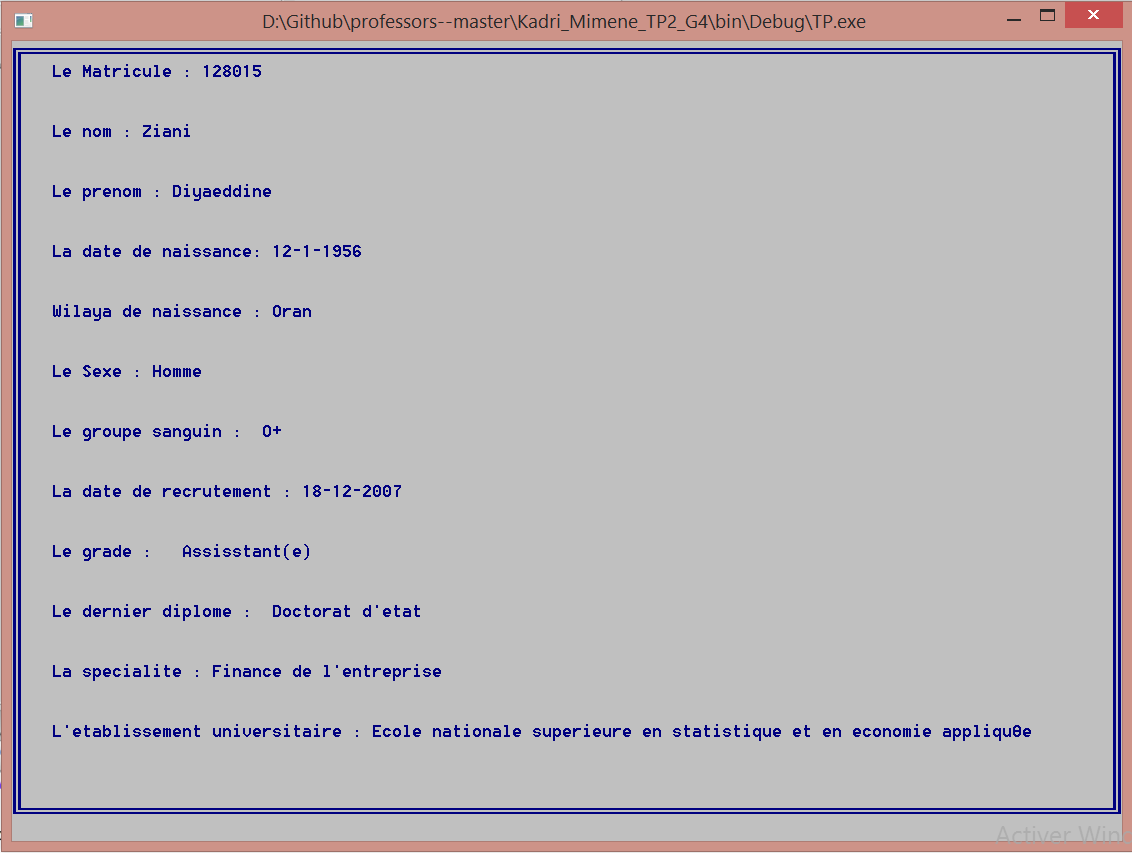 D:\Github\professors--master\Kadri_Mimene_TP2_G4\bin\Debug\TP.exe
Le Matricule : 128015
Le nom : Ziani
Le prenom : Diyaeddine
La date de naissance: 12-1-1956
Wilaya de naissance : Oran
Le Sexe : Homme
Le groupe sanguin :  O+
La date de recrutement : 18-12-2007
Le grade :   Assisstant(e)
Le dernier diplome :  Doctorat d'etat
La specialite : Finance de l'entreprise
L'etablissement universitaire : Ecole nationale superieure en statistique et en economie appliquΘe
Activer Win